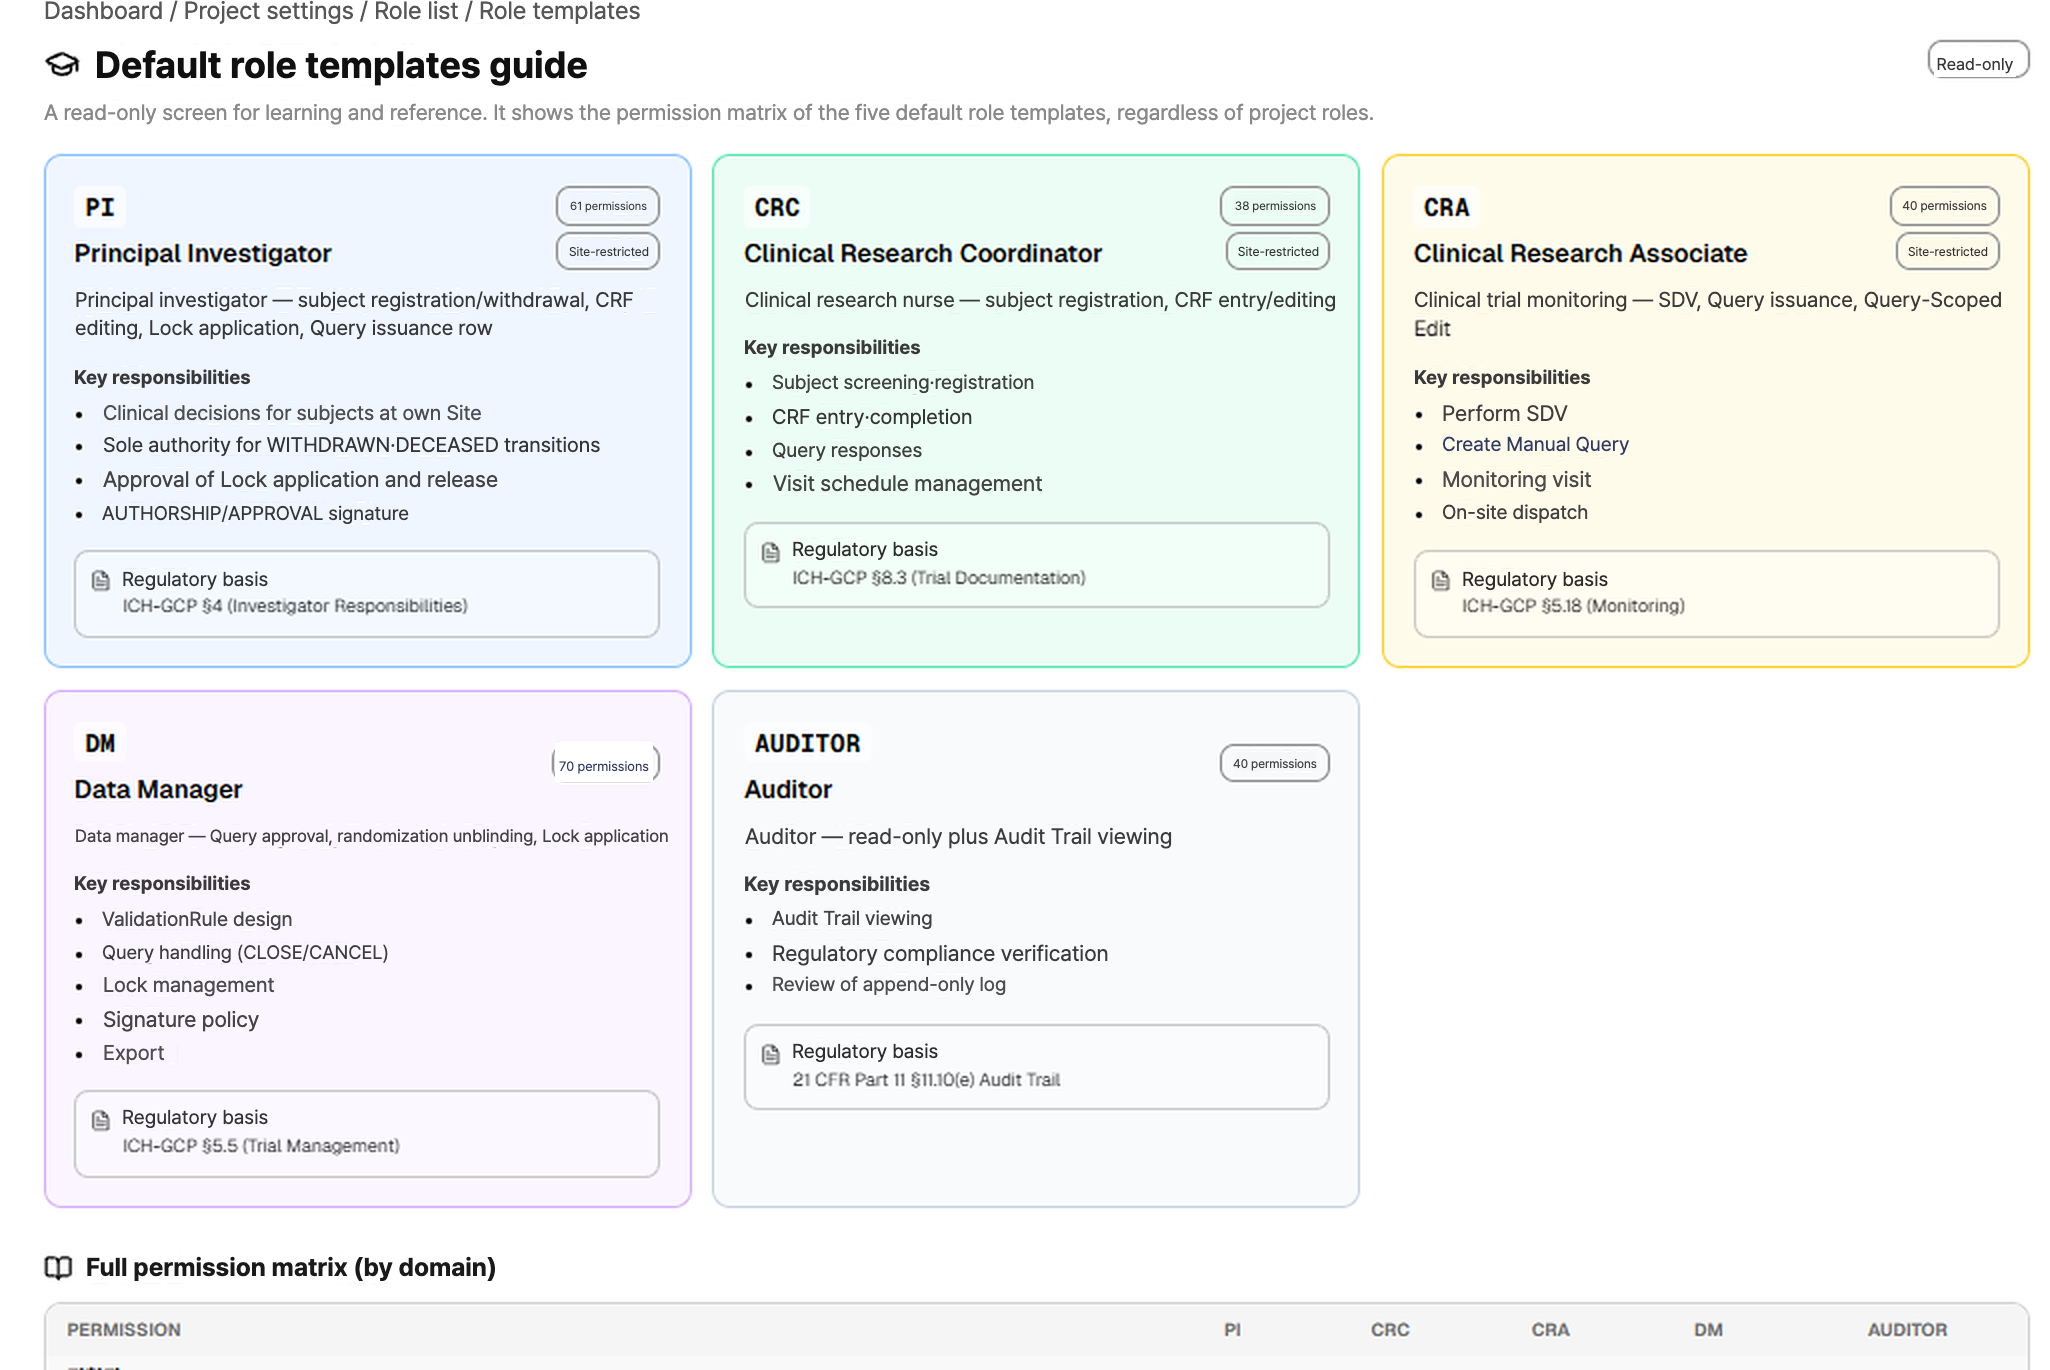 Dashboard / Project settings / Role list / Role templates
Default role templates guide
Read-only
A read-only screen for learning and reference. It shows the permission matrix of the five default role templates, regardless of project roles.
PI
61 permissions
Principal Investigator
Site-restricted
Principal investigator — subject registration/withdrawal, CRF
editing, Lock application, Query issuance row
Key responsibilities
• Clinical decisions for subjects at own Site
• Sole authority for WITHDRAWN·DECEASED transitions
• Approval of Lock application and release
• AUTHORSHIP/APPROVAL signature
Regulatory basis
ICH-GCP §4 (Investigator Responsibilities)
CRC
38 permissions
Clinical Research Coordinator
Site-restricted
Clinical research nurse — subject registration, CRF entry/editing
Key responsibilities
• Subject screening·registration
• CRF entry·completion
• Query responses
• Visit schedule management
Regulatory basis
ICH-GCP §8.3 (Trial Documentation)
CRA
40 permissions
Clinical Research Associate
Site-restricted
Clinical trial monitoring — SDV, Query issuance, Query-Scoped
Edit
Key responsibilities
• Perform SDV
• Create Manual Query
• Monitoring visit
• On-site dispatch
Regulatory basis
ICH-GCP §5.18 (Monitoring)
DM
70 permissions
Data Manager
Data manager — Query approval, randomization unblinding, Lock application
Key responsibilities
• ValidationRule design
• Query handling (CLOSE/CANCEL)
• Lock management
• Signature policy
• Export
Regulatory basis
ICH-GCP §5.5 (Trial Management)
AUDITOR
40 permissions
Auditor
Auditor — read-only plus Audit Trail viewing
Key responsibilities
• Audit Trail viewing
• Regulatory compliance verification
• Review of append-only log
Regulatory basis
21 CFR Part 11 §11.10(e) Audit Trail
Full permission matrix (by domain)
PERMISSION PI CRC CRA DM AUDITOR